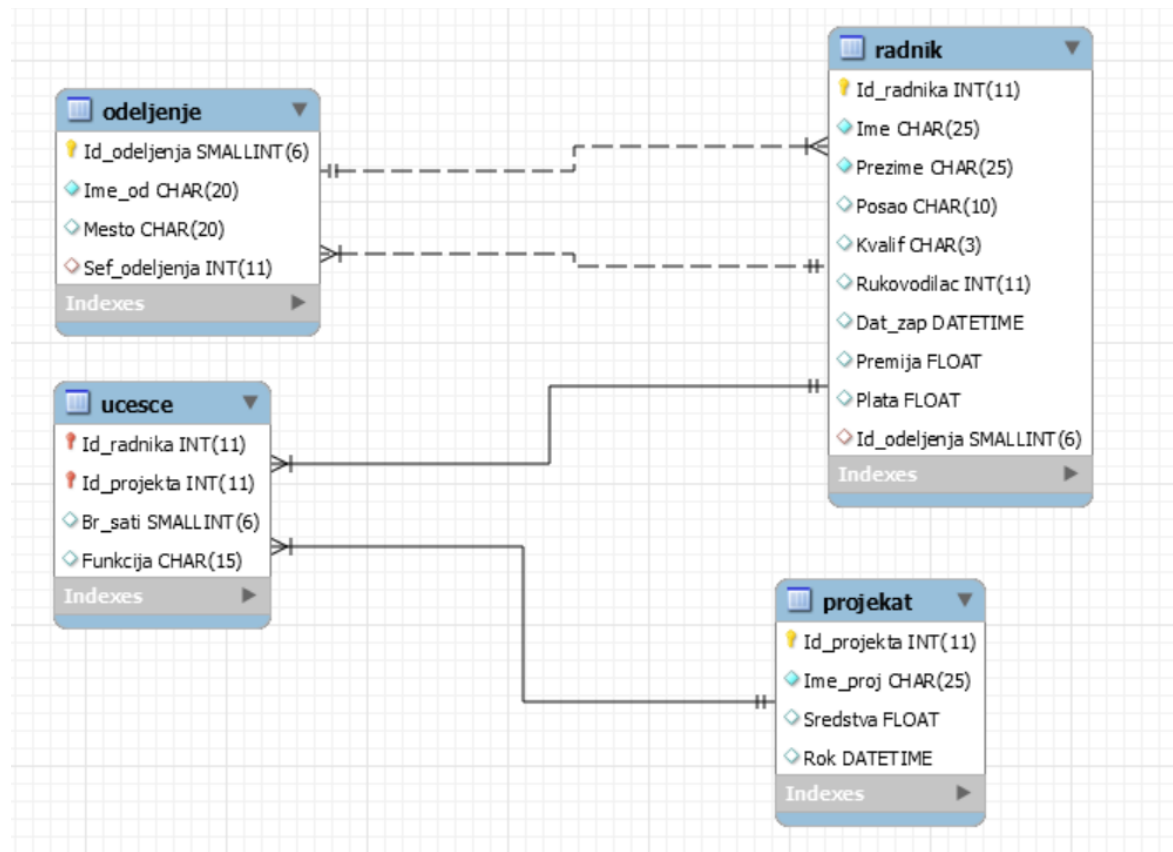 odeljenje
Id_odeljenja SMALLINT(6)
Ime_od CHAR(20)
Mesto CHAR(20)
Sef_odeljenja INT(11)
Indexes
radnik
Id_radnika INT(11)
Ime CHAR(25)
Prezime CHAR(25)
Posao CHAR(10)
Kvalif CHAR(3)
Rukovodilac INT(11)
Dat_zap DATETIME
Premija FLOAT
Plata FLOAT
Id_odeljenja SMALLINT(6)
Indexes
ucesce
Id_radnika INT(11)
Id_projekta INT(11)
Br_sati SMALLINT(6)
Funkcija CHAR(15)
Indexes
projekat
Id_projekta INT(11)
Ime_proj CHAR(25)
Sredstva FLOAT
Rok DATETIME
Indexes